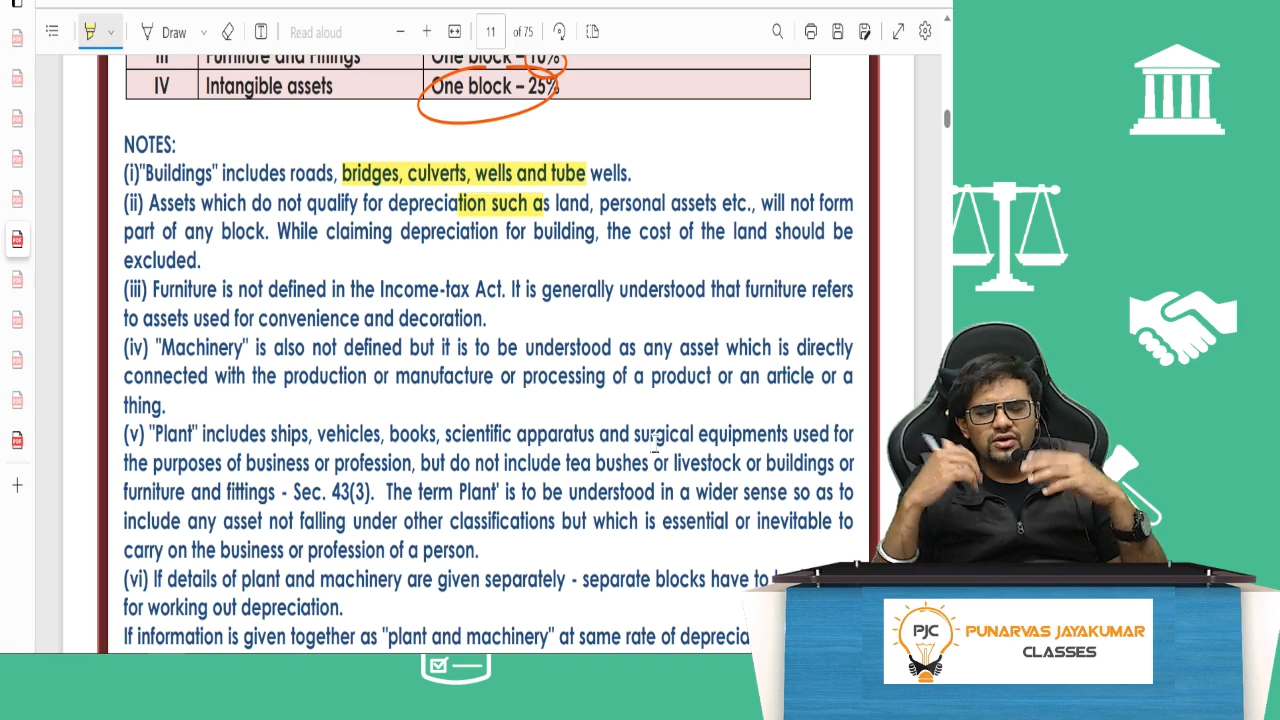 Draw
Read aloud
11 of 75
III Furniture and Fittings One block – 10%
IV Intangible assets One block – 25%
NOTES:
(i)"Buildings" includes roads, bridges, culverts, wells and tube wells.
(ii) Assets which do not qualify for depreciation such as land, personal assets etc., will not form
part of any block. While claiming depreciation for building, the cost of the land should be
excluded.
(iii) Furniture is not defined in the Income-tax Act. It is generally understood that furniture refers
to assets used for convenience and decoration.
(iv) "Machinery" is also not defined but it is to be understood as any asset which is directly
connected with the production or manufacture or processing of a product or an article or a
thing.
(v) "Plant" includes ships, vehicles, books, scientific apparatus and surgical equipments used for
the purposes of business or profession, but do not include tea bushes or livestock or buildings or
furniture and fittings - Sec. 43(3). The term Plant' is to be understood in a wider sense so as to
include any asset not falling under other classifications but which is essential or inevitable to
carry on the business or profession of a person.
(vi) If details of plant and machinery are given separately - separate blocks have to
for working out depreciation.
If information is given together as "plant and machinery" at same rate of
PJC
PUNARVAS JAYAKUMAR
CLASSES